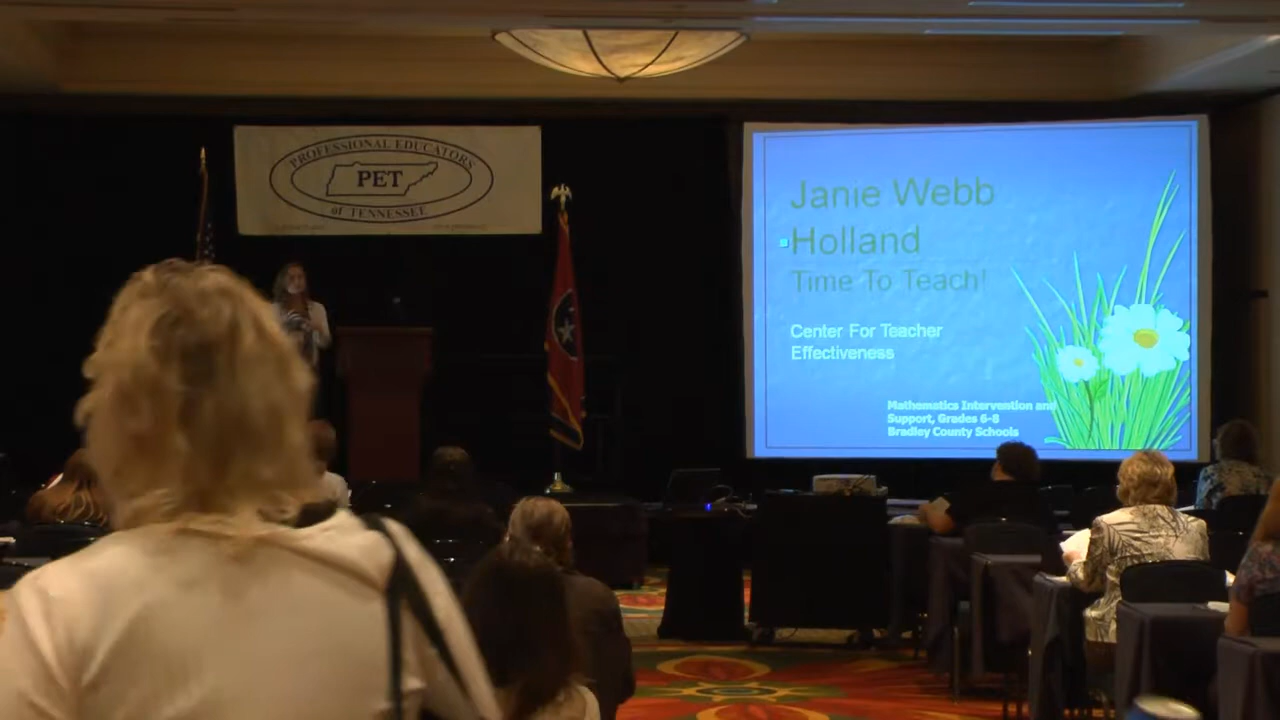 PROFESSIONAL EDUCATORS
PET
of TENNESSEE
Janie Webb
Holland
Time To Teach!
Center For Teacher
Effectiveness
Mathematics Intervention and
Support, Grades 6-8
Bradley County Schools